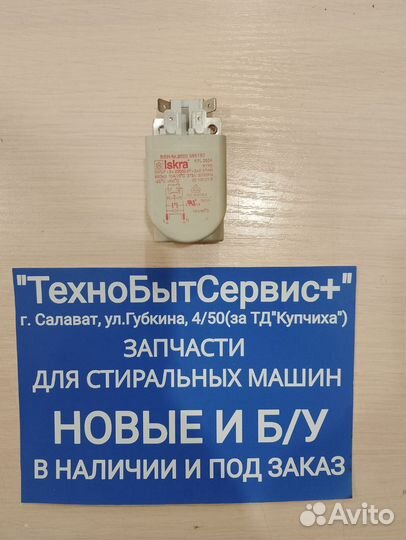 Iskra
"ТехноБытСервис+"
г. Салават, ул.Губкина, 4/50(за ТД"Купчиха")
ЗАПЧАСТИ
ДЛЯ СТИРАЛЬНЫХ МАШИН
НОВЫЕ И Б/У
В НАЛИЧИИ И ПОД ЗАКАЗ
Avito